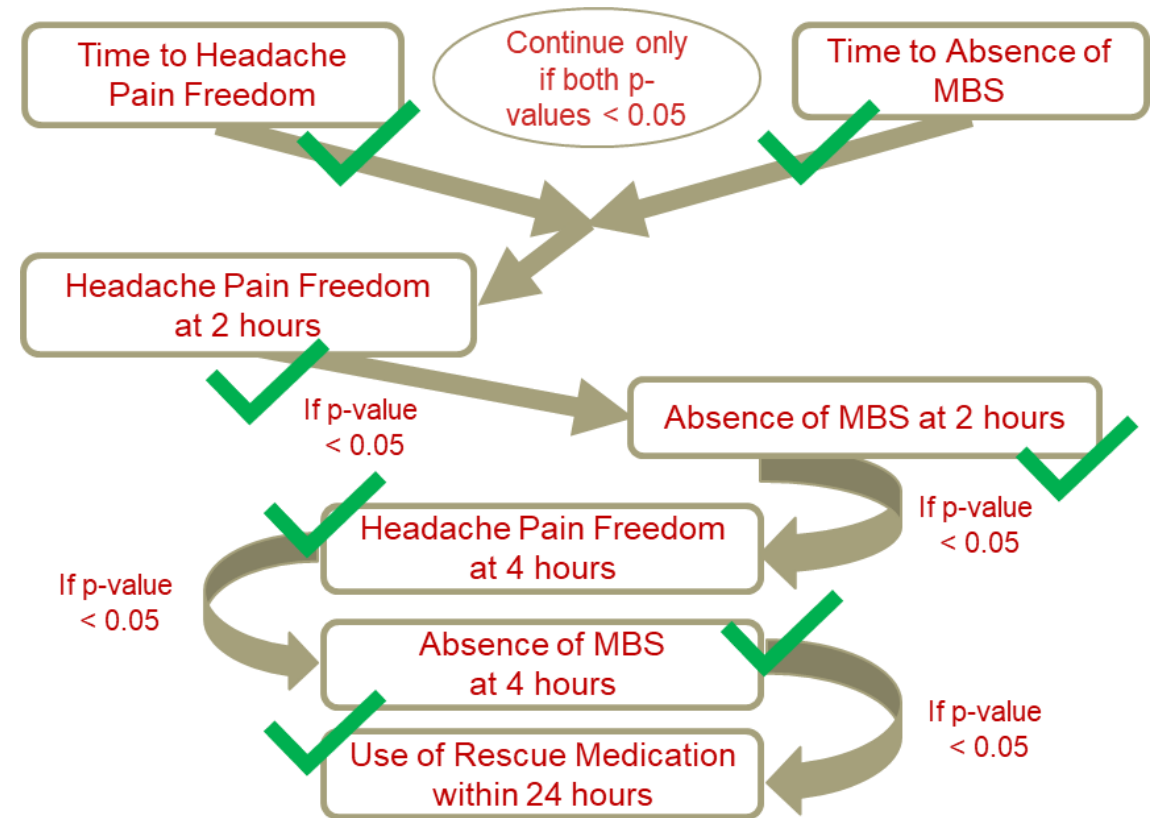 Time to Headache
Pain Freedom
Continue only
if both p-
values < 0.05
Time to Absence of
MBS
Headache Pain Freedom
at 2 hours
If p-value
< 0.05
Absence of MBS at 2 hours
If p-value
< 0.05
Headache Pain Freedom
at 4 hours
If p-value
< 0.05
Absence of MBS
at 4 hours
If p-value
< 0.05
Use of Rescue Medication
within 24 hours